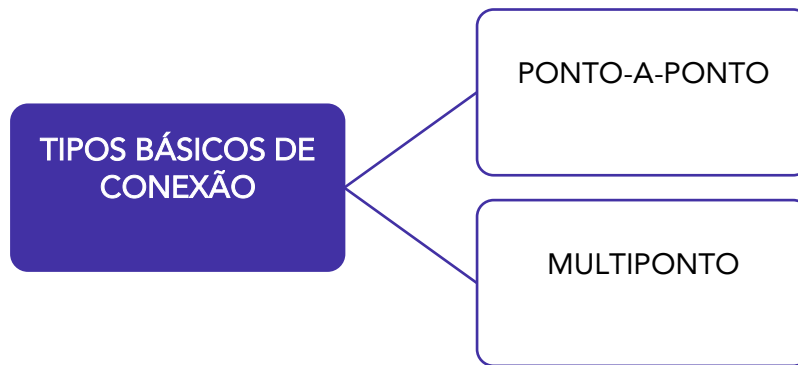 PONTO-A-PONTO
TIPOS BÁSICOS DE
CONEXÃO
MULTIPONTO